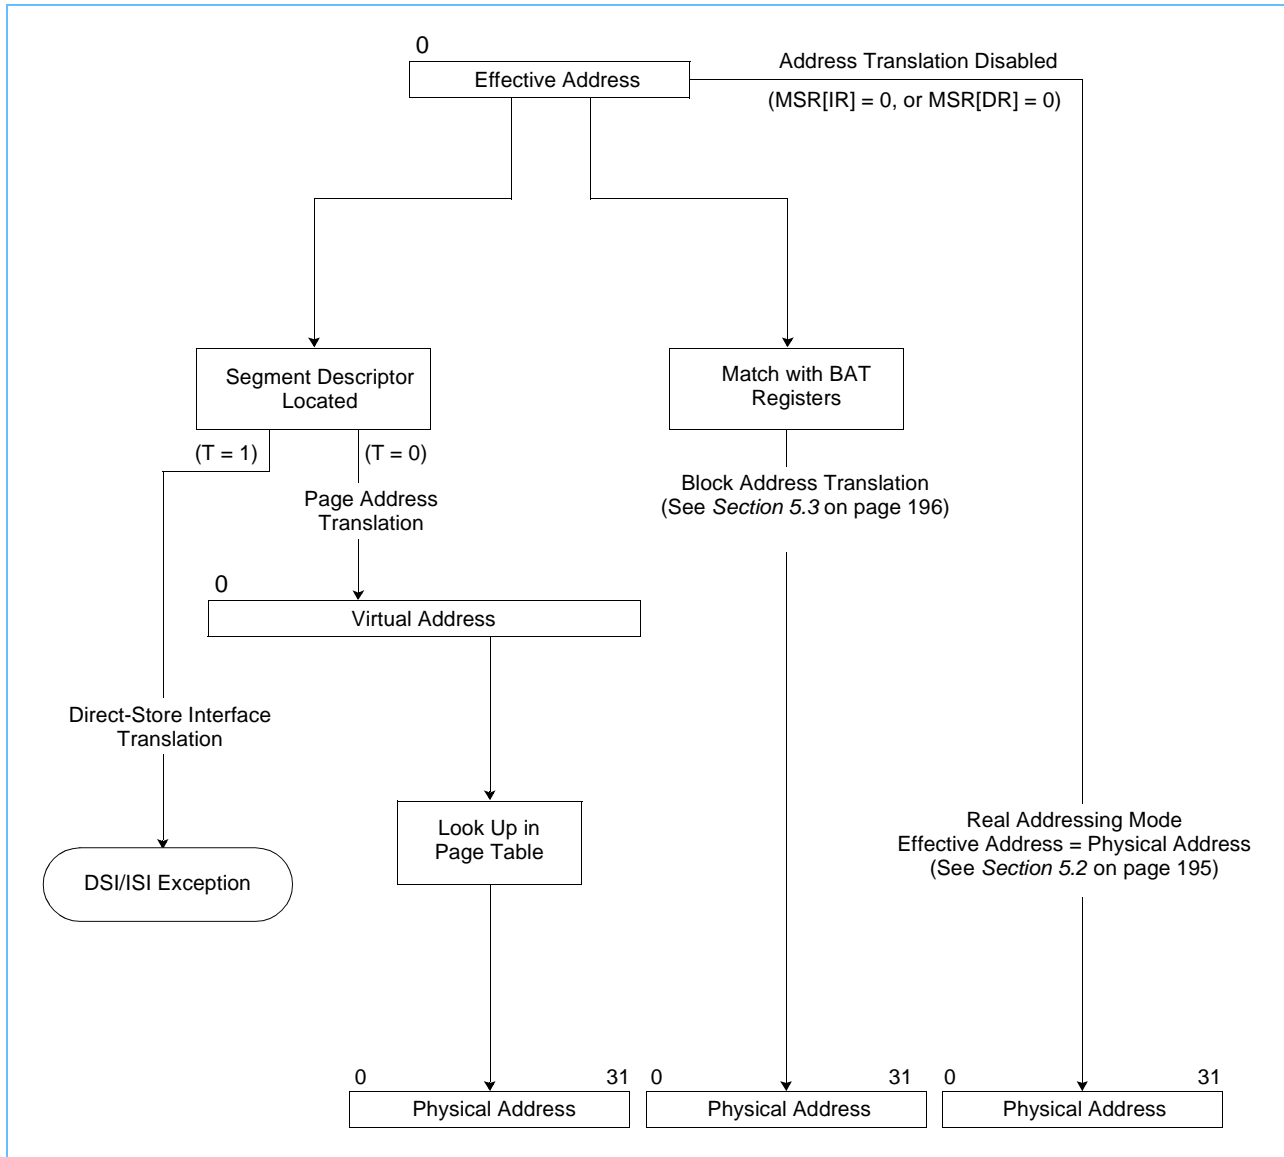 0
Effective Address
Address Translation Disabled
(MSR[IR] = 0, or MSR[DR] = 0)
Segment Descriptor
Located
Match with BAT
Registers
(T = 1)
(T = 0)
Page Address
Translation
Block Address Translation
(See Section 5.3 on page 196)
0
Virtual Address
Direct-Store Interface
Translation
Look Up in
Page Table
Real Addressing Mode
Effective Address = Physical Address
(See Section 5.2 on page 195)
DSI/ISI Exception
0 31
Physical Address
0 31
Physical Address
0 31
Physical Address